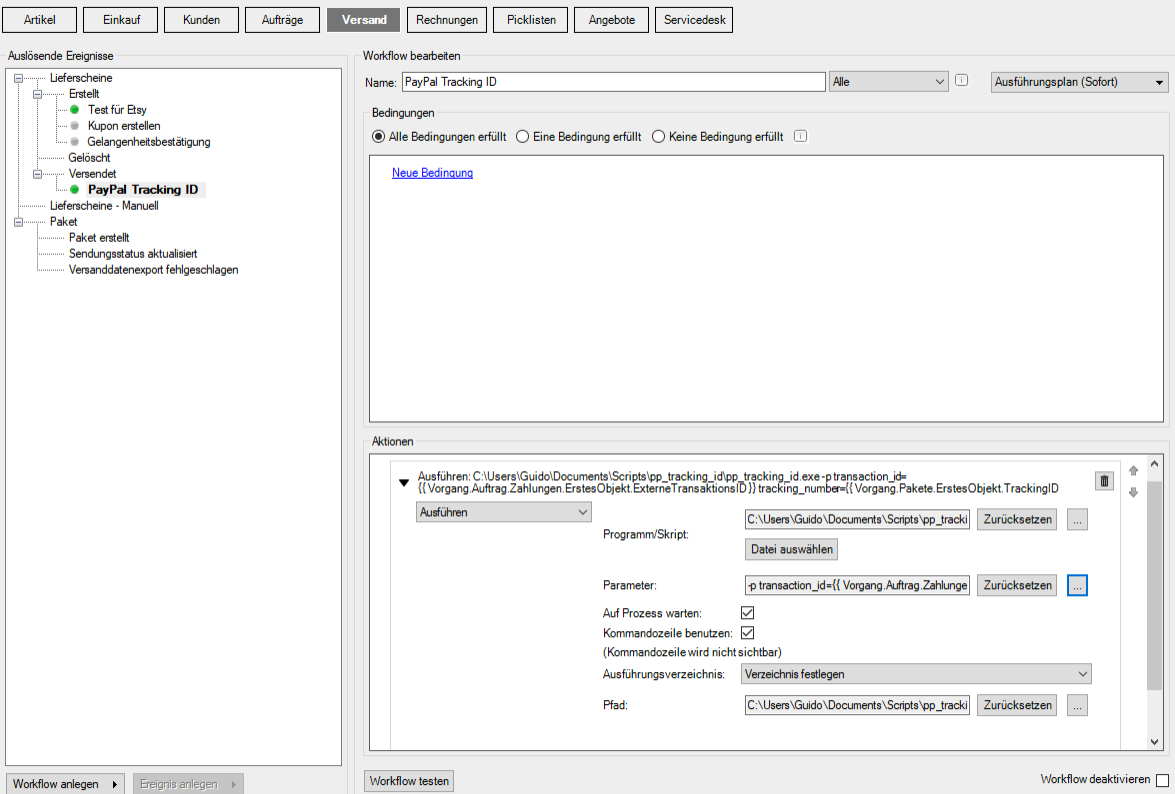 Artikel Einkauf Kunden Aufträge Versand Rechnungen Picklisten Angebote Servicedesk
Auslösende Ereignisse
Lieferscheine
Erstellt
Test für Etsy
Kupon erstellen
Gelangenheitsbestätigung
Gelöscht
Versendet
PayPal Tracking ID
Lieferscheine - Manuell
Paket
Paket erstellt
Sendungsstatus aktualisiert
Versanddatenexport fehlgeschlagen
Workflow anlegen Ereignis anlegen
Workflow bearbeiten
Name: PayPal Tracking ID Alle Ausführungsplan (Sofort)
Bedingungen
Alle Bedingungen erfüllt Eine Bedingung erfüllt Keine Bedingung erfüllt
Neue Bedingung
Aktionen
Ausführen: C:\Users\Guido\Documents\Scripts\pp_tracking_id\pp_tracking_id.exe -p transaction_id=
{{ Vorgang.Auftrag.Zahlungen.ErstesObjekt.ExterneTransaktionsID }} tracking_number={{ Vorgang.Pakete.ErstesObjekt.TrackingID
Ausführen
Programm/Skript: C:\Users\Guido\Documents\Scripts\pp_tracki Zurücksetzen ...
Datei auswählen
Parameter: -p transaction_id={{ Vorgang.Auftrag.Zahlunge Zurücksetzen ...
Auf Prozess warten:
Kommandozeile benutzen:
(Kommandozeile wird nicht sichtbar)
Ausführungsverzeichnis: Verzeichnis festlegen
Pfad: C:\Users\Guido\Documents\Scripts\pp_tracki Zurücksetzen ...
Workflow testen Workflow deaktivieren